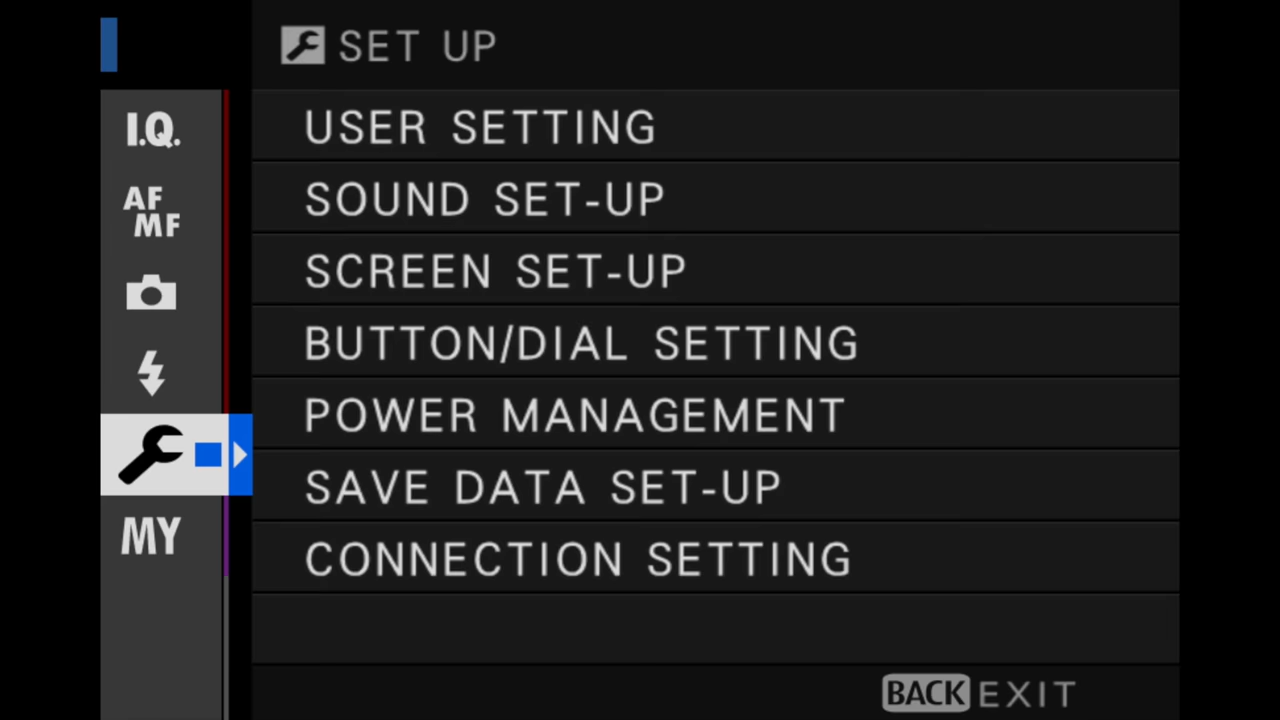 SET UP
I.Q.
AF
MF
MY
USER SETTING
SOUND SET-UP
SCREEN SET-UP
BUTTON/DIAL SETTING
POWER MANAGEMENT
SAVE DATA SET-UP
CONNECTION SETTING
BACK EXIT